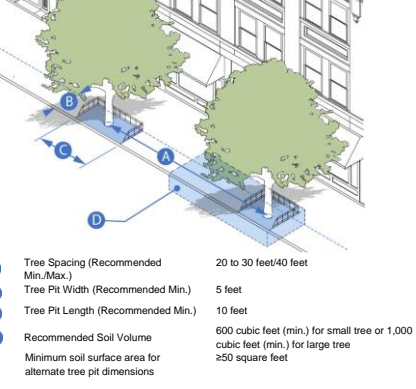 B
C
A
D
Tree Spacing (Recommended
Min./Max.)
20 to 30 feet/40 feet
Tree Pit Width (Recommended Min.)
5 feet
Tree Pit Length (Recommended Min.)
10 feet
Recommended Soil Volume
600 cubic feet (min.) for small tree or 1,000
cubic feet (min.) for large tree
Minimum soil surface area for
alternate tree pit dimensions
≥50 square feet